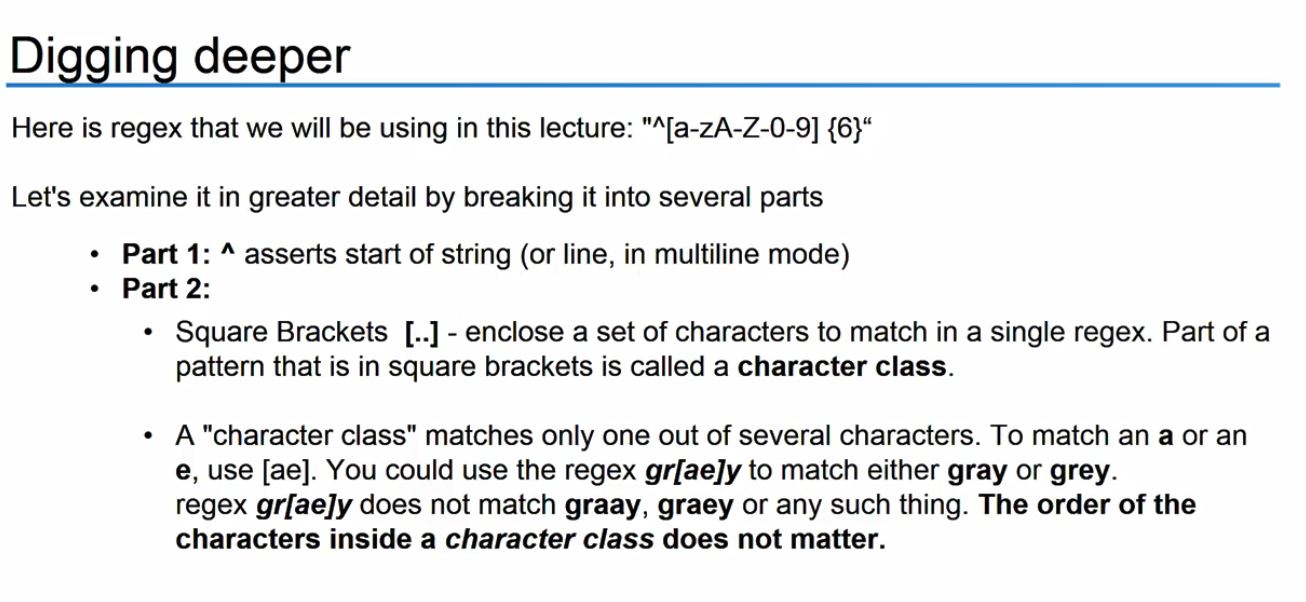 Digging deeper
Here is regex that we will be using in this lecture: "^[a-zA-Z-0-9] {6}“
Let's examine it in greater detail by breaking it into several parts
• Part 1: ^ asserts start of string (or line, in multiline mode)
• Part 2:
• Square Brackets [..] - enclose a set of characters to match in a single regex. Part of a
pattern that is in square brackets is called a character class.
• A "character class" matches only one out of several characters. To match an a or an
e, use [ae]. You could use the regex gr[ae]y to match either gray or grey.
regex gr[ae]y does not match graay, graey or any such thing. The order of the
characters inside a character class does not matter.